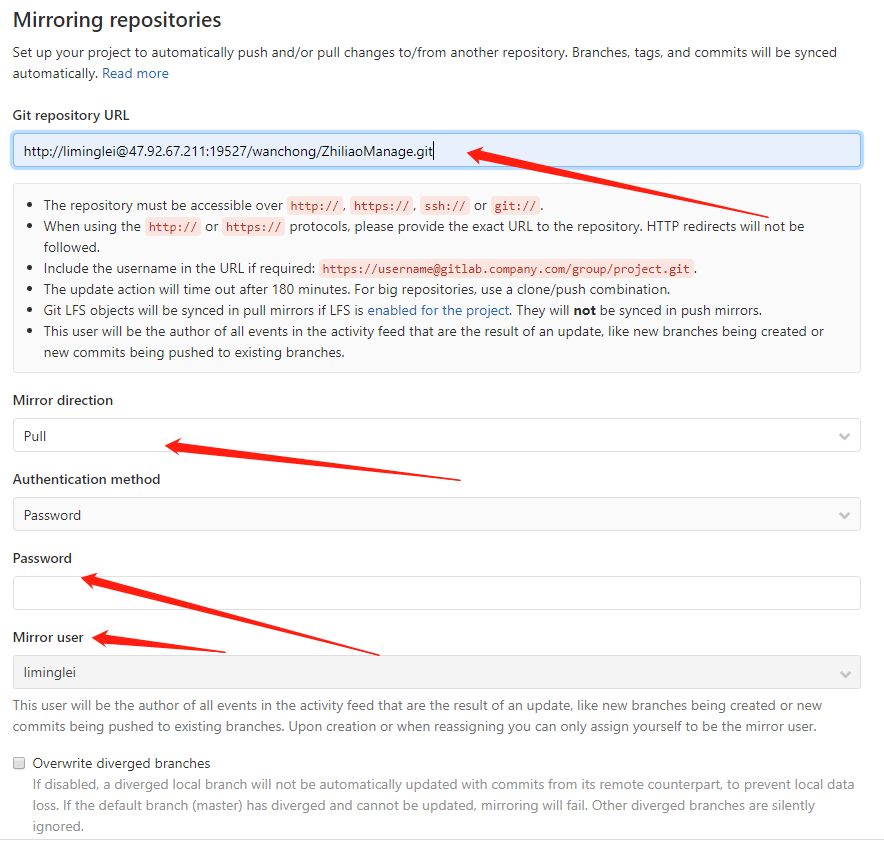 Mirroring repositories
Set up your project to automatically push and/or pull changes to/from another repository. Branches, tags, and commits will be synced
automatically. Read more
Git repository URL
http://liminglei@47.92.67.211:19527/wanchong/ZhiliaoManage.git
The repository must be accessible over http://, https://, ssh:// or git://.
When using the http:// or https:// protocols, please provide the exact URL to the repository. HTTP redirects will not be
followed.
Include the username in the URL if required: https://username@gitlab.company.com/group/project.git.
The update action will time out after 180 minutes. For big repositories, use a clone/push combination.
Git LFS objects will be synced in pull mirrors if LFS is enabled for the project. They will not be synced in push mirrors.
This user will be the author of all events in the activity feed that are the result of an update, like new branches being created or
new commits being pushed to existing branches.
Mirror direction
Pull
Authentication method
Password
Password
Mirror user
liminglei
This user will be the author of all events in the activity feed that are the result of an update, like new branches being created or new
commits being pushed to existing branches. Upon creation or when reassigning you can only assign yourself to be the mirror user.
Overwrite diverged branches
If disabled, a diverged local branch will not be automatically updated with commits from its remote counterpart, to prevent local data
loss. If the default branch (master) has diverged and cannot be updated, mirroring will fail. Other diverged branches are silently
ignored.